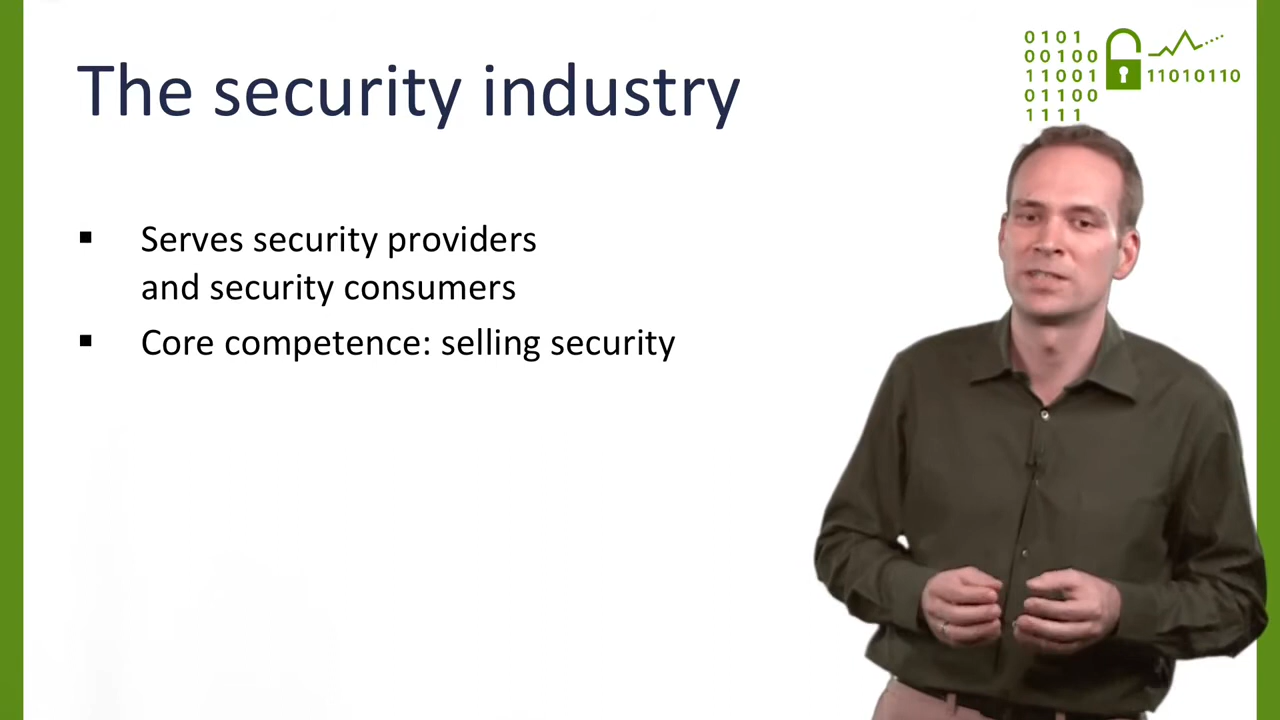 The security industry
0101
00100
11001
01100
1111
11010110
▪ Serves security providers
and security consumers
▪ Core competence: selling security